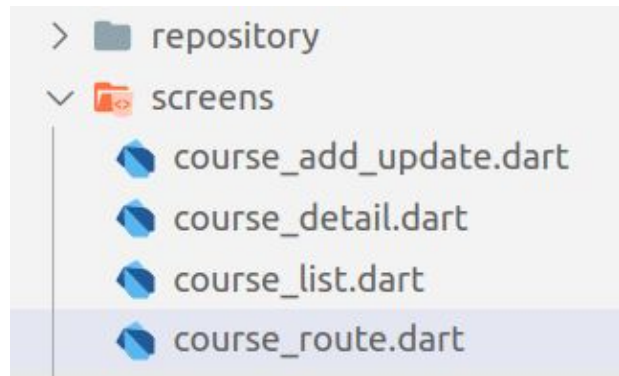 repository
screens
course_add_update.dart
course_detail.dart
course_list.dart
course_route.dart